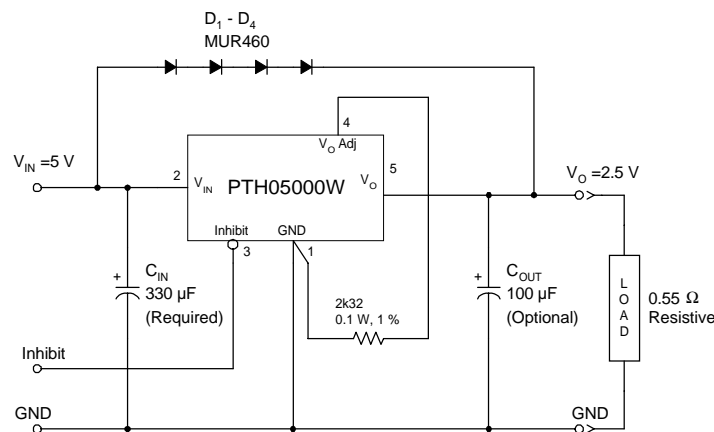 D1 - D4
MUR460
4
VO Adj
VIN =5 V
2
VIN
PTH05000W
VO
5
VO =2.5 V
Inhibit
GND
3
1
+
CIN
330 µF
(Required)
2k32
0.1 W, 1 %
+
COUT
100 µF
(Optional)
LOAD
0.55 Ω
Resistive
Inhibit
GND
GND